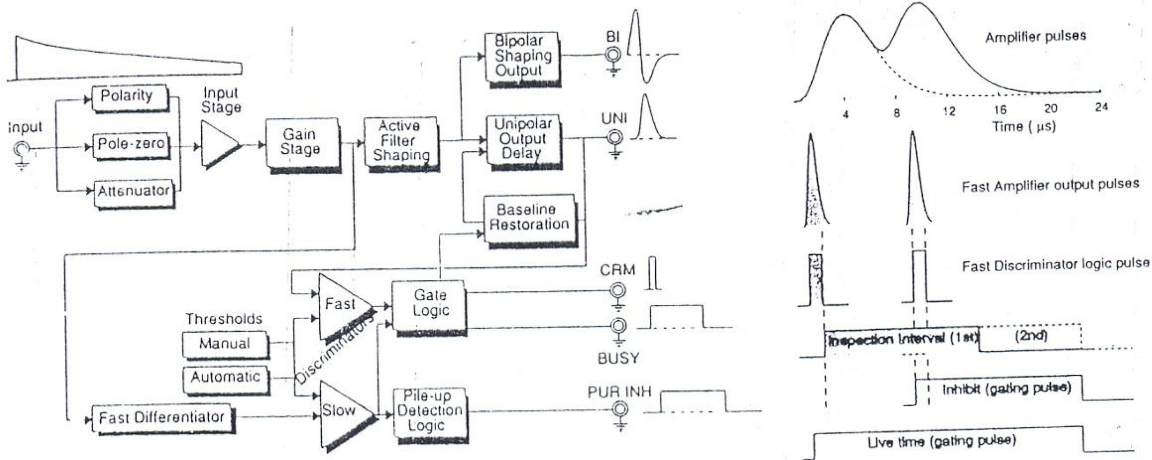 Input
Polarity
Pole-zero
Attenuator
Input
Stage
Gain
Stage
Active
Filter
Shaping
Bipolar
Shaping
Output
BI
Unipolar
Output
Delay
UNI
Baseline
Restoration
Thresholds
Manual
Automatic
Discriminators
Fast
Slow
Gate
Logic
CRM
BUSY
Fast Differentiator
Pile-up
Detection
Logic
PUR INH
Amplifier pulses
4 8 12 16 20 24
Time ( µs)
Fast Amplifier output pulses
Fast Discriminator logic pulse
Inspection Interval (1st) (2nd)
Inhibit (gating pulse)
Live time (gating pulse)